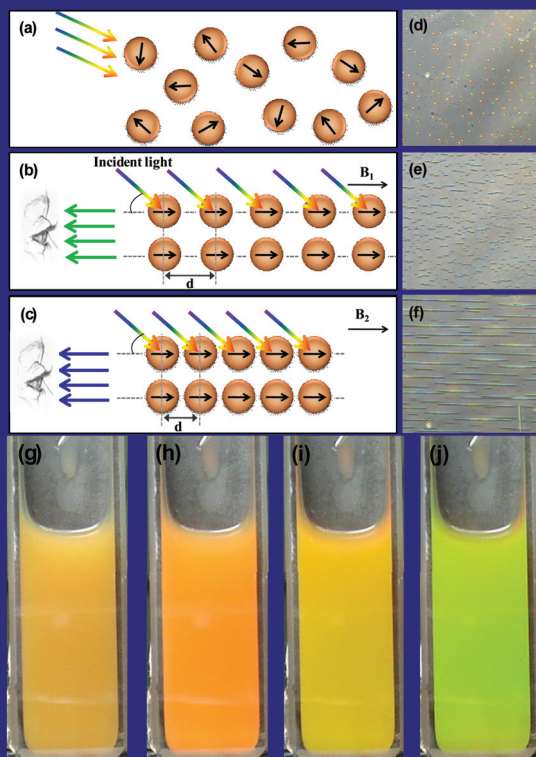 (a)
(d)
(b)
Incident light
B₁
d
(e)
(c)
B₂
d
(f)
(g)
(h)
(i)
(j)